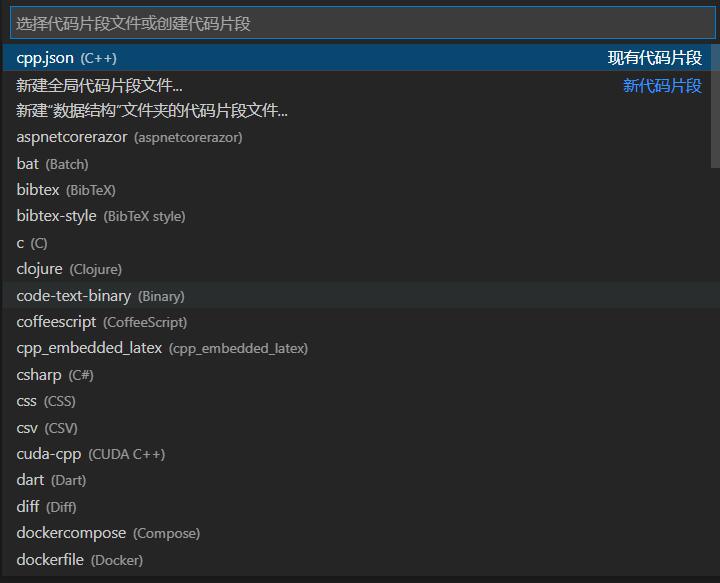 选择代码片段文件或创建代码片段
cpp.json (C++) 现有代码片段
新建全局代码片段文件... 新代码片段
新建“数据结构”文件夹的代码片段文件...
aspnetcorerazor (aspnetcorerazor)
bat (Batch)
bibtex (BibTeX)
bibtex-style (BibTeX style)
c (C)
clojure (Clojure)
code-text-binary (Binary)
coffeescript (CoffeeScript)
cpp_embedded_latex (cpp_embedded_latex)
csharp (C#)
css (CSS)
csv (CSV)
cuda-cpp (CUDA C++)
dart (Dart)
diff (Diff)
dockercompose (Compose)
dockerfile (Docker)